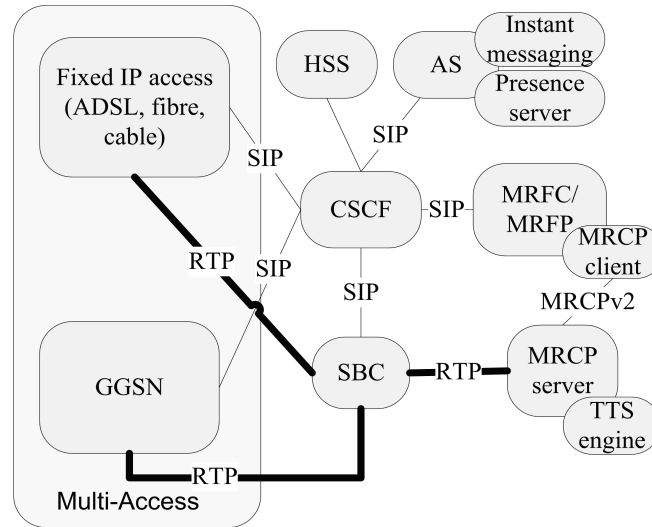 Fixed IP access
(ADSL, fibre,
cable)
HSS
AS
Instant
messaging
Presence
server
SIP
SIP
CSCF
SIP
MRFC/
MRFP
MRCP
client
RTP
SIP
SIP
MRCPv2
GGSN
SBC
RTP
MRCP
server
TTS
engine
RTP
Multi-Access